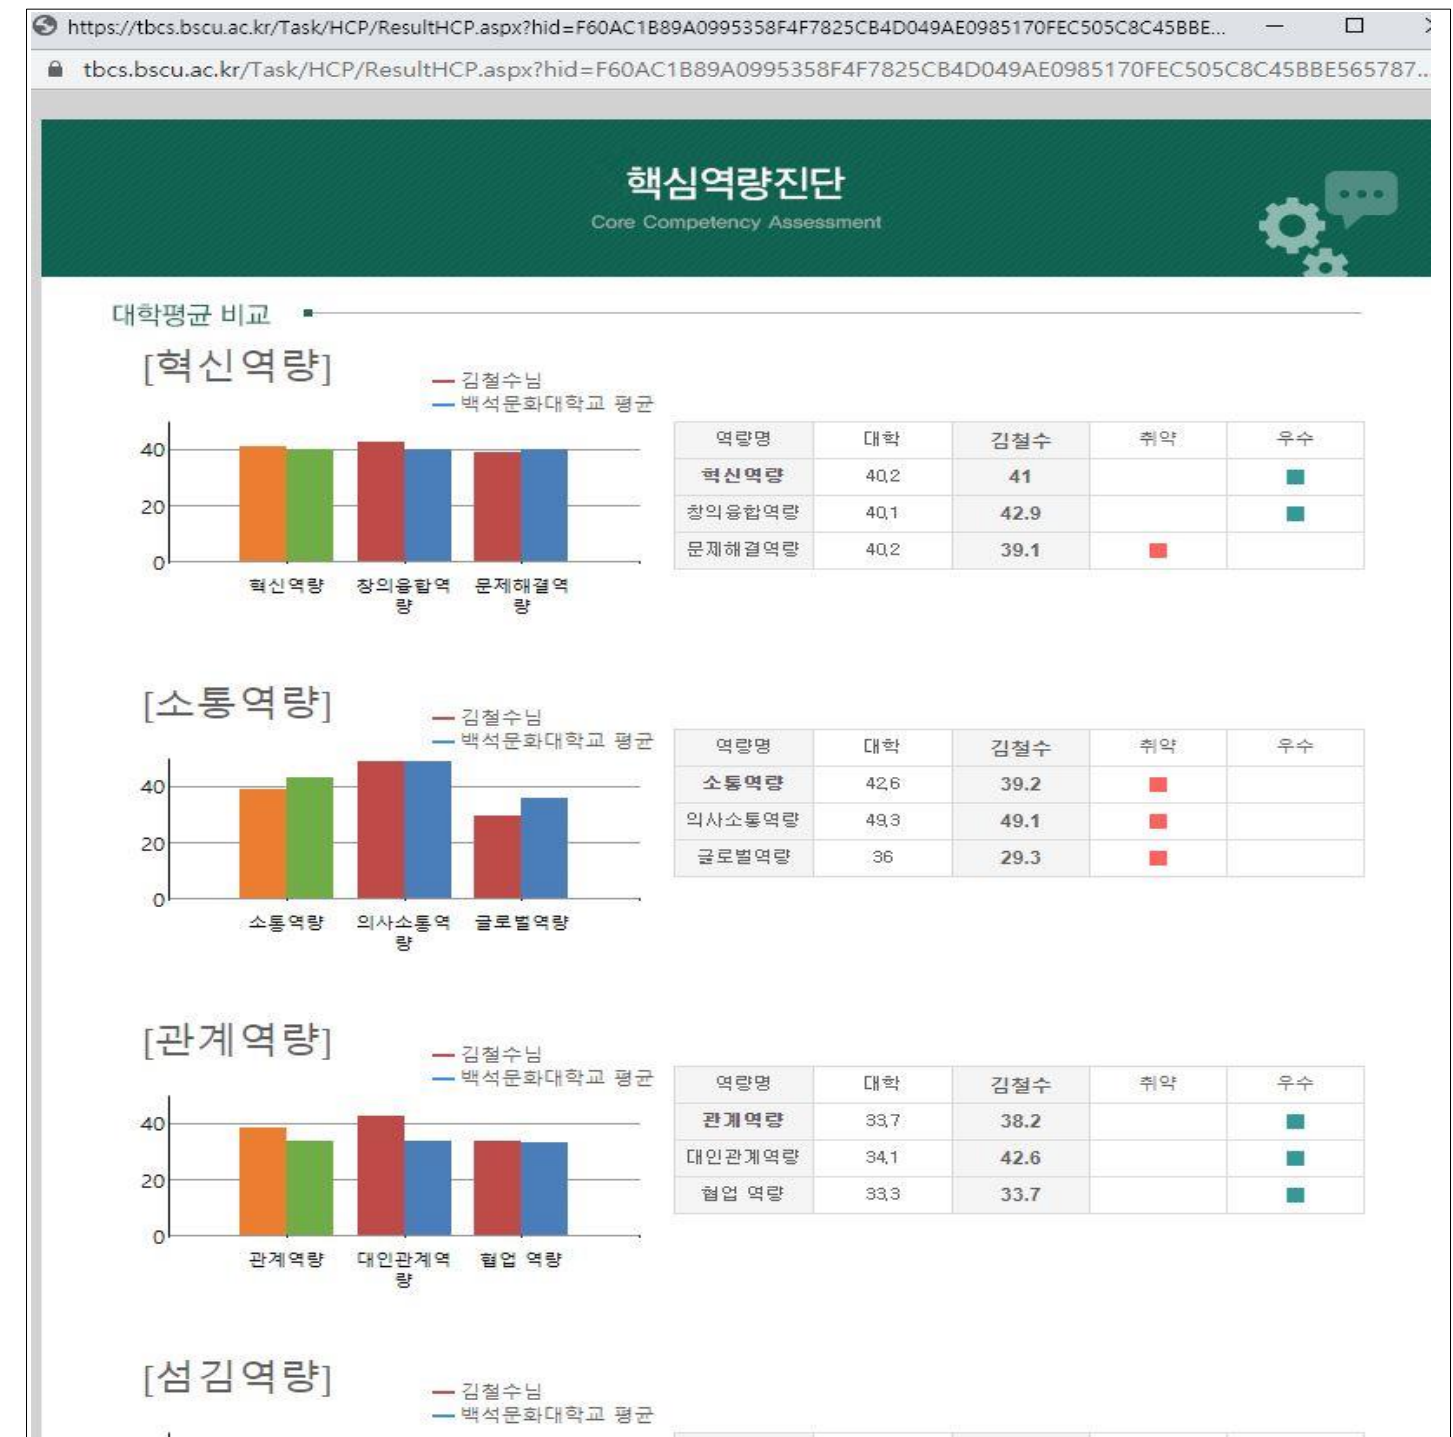 https://tbcs.bscu.ac.kr/Task/HCP/ResultHCP.aspx?hid=F60AC1B89A0995358F4F7825CB4D049AE0985170FEC505C8C45BBE...
tbcs.bscu.ac.kr/Task/HCP/ResultHCP.aspx?hid=F60AC1B89A0995358F4F7825CB4D049AE0985170FEC505C8C45BBE565787...
핵심역량진단
Core Competency Assessment
대학평균 비교
[혁신역량]
김철수님
백석문화대학교 평균
40
20
0
혁신역량 창의융합역량 문제해결역량
역량명 대학 김철수 취약 우수
혁신역량 40.2 41
창의융합역량 40.1 42.9
문제해결역량 40.2 39.1
[소통역량]
김철수님
백석문화대학교 평균
40
20
0
소통역량 의사소통역량 글로벌역량
역량명 대학 김철수 취약 우수
소통역량 42.6 39.2
의사소통역량 49.3 49.1
글로벌역량 36 29.3
[관계역량]
김철수님
백석문화대학교 평균
40
20
0
관계역량 대인관계역량 협업 역량
역량명 대학 김철수 취약 우수
관계역량 33.7 38.2
대인관계역량 34.1 42.6
협업 역량 33.3 33.7
[섬김역량]
김철수님
백석문화대학교 평균